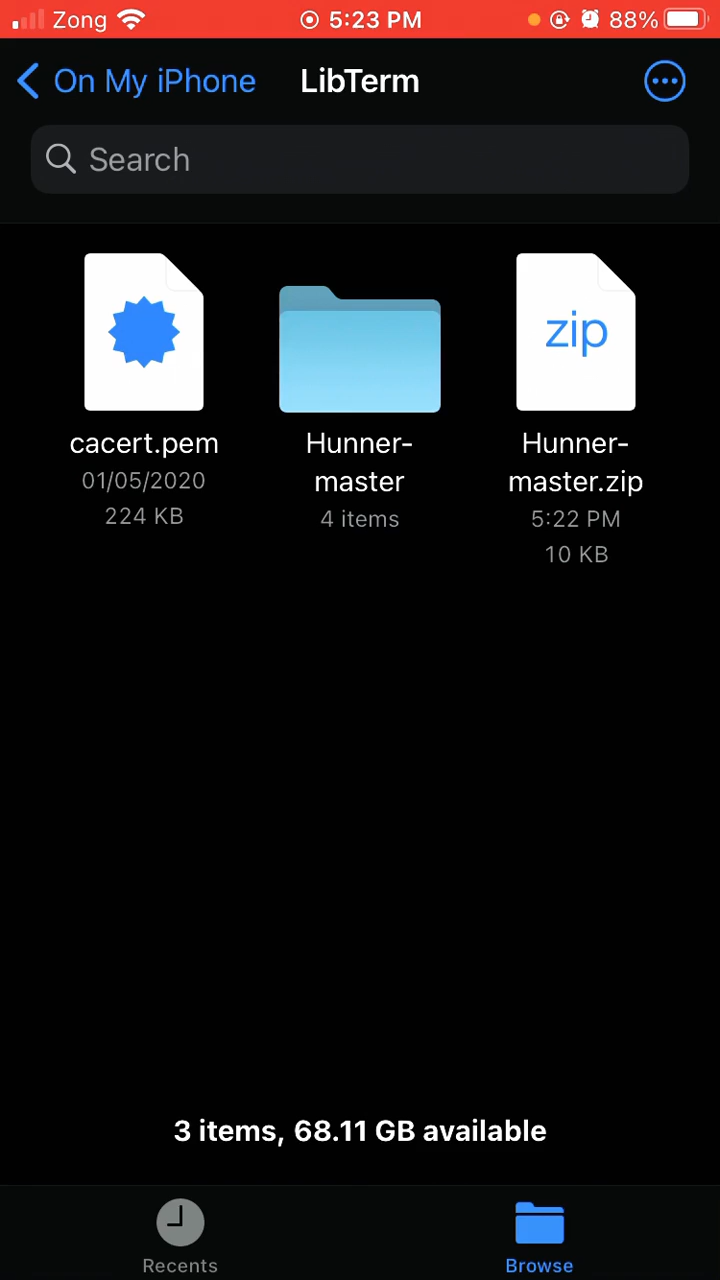 Zong 5:23 PM 88%
On My iPhone LibTerm
Search
zip
cacert.pem
01/05/2020
224 KB
Hunner-
master
4 items
Hunner-
master.zip
5:22 PM
10 KB
3 items, 68.11 GB available
Recents Browse